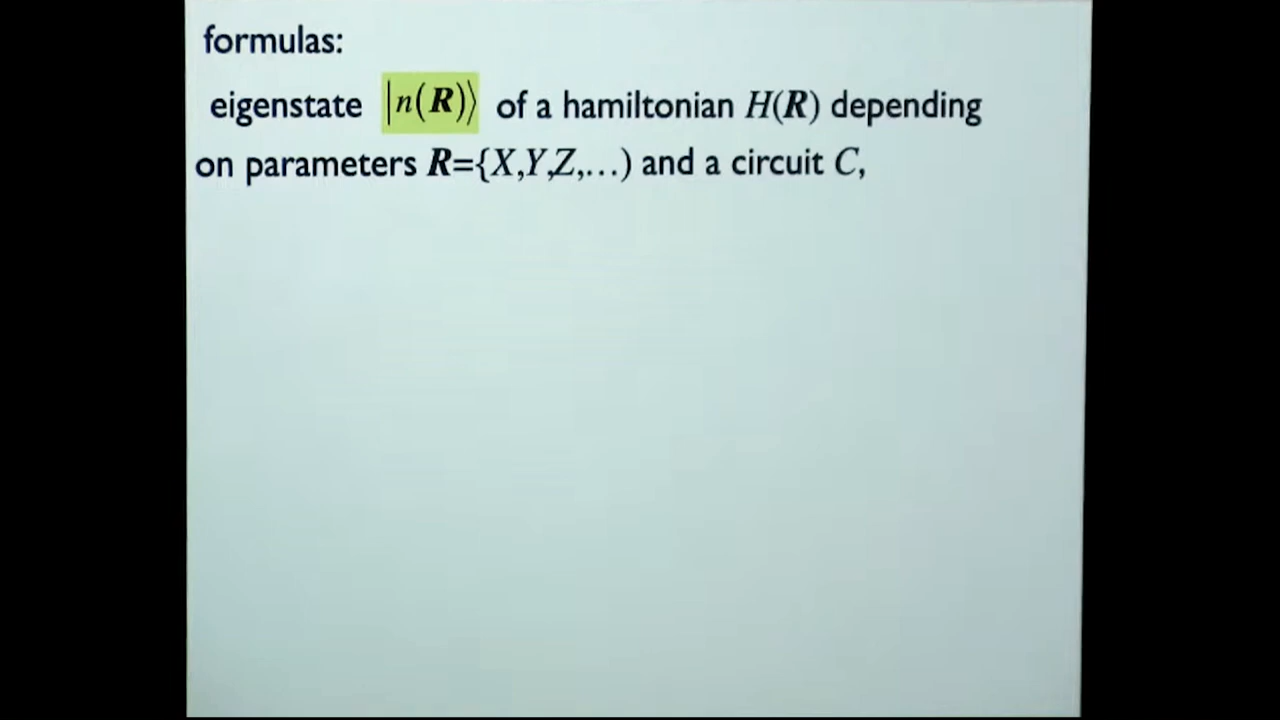 formulas:
eigenstate |n(R)⟩ of a hamiltonian H(R) depending
on parameters R={X,Y,Z,...) and a circuit C,